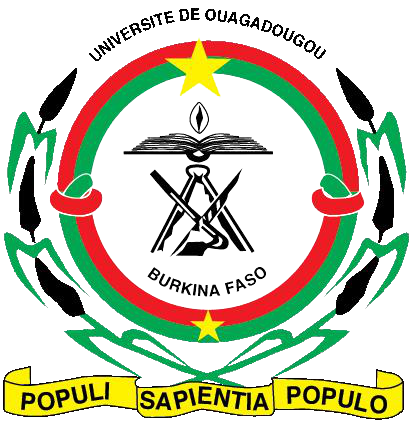 UNIVERSITE DE OUAGADOUGOU
BURKINA FASO
POPULI SAPIENTIA POPULO